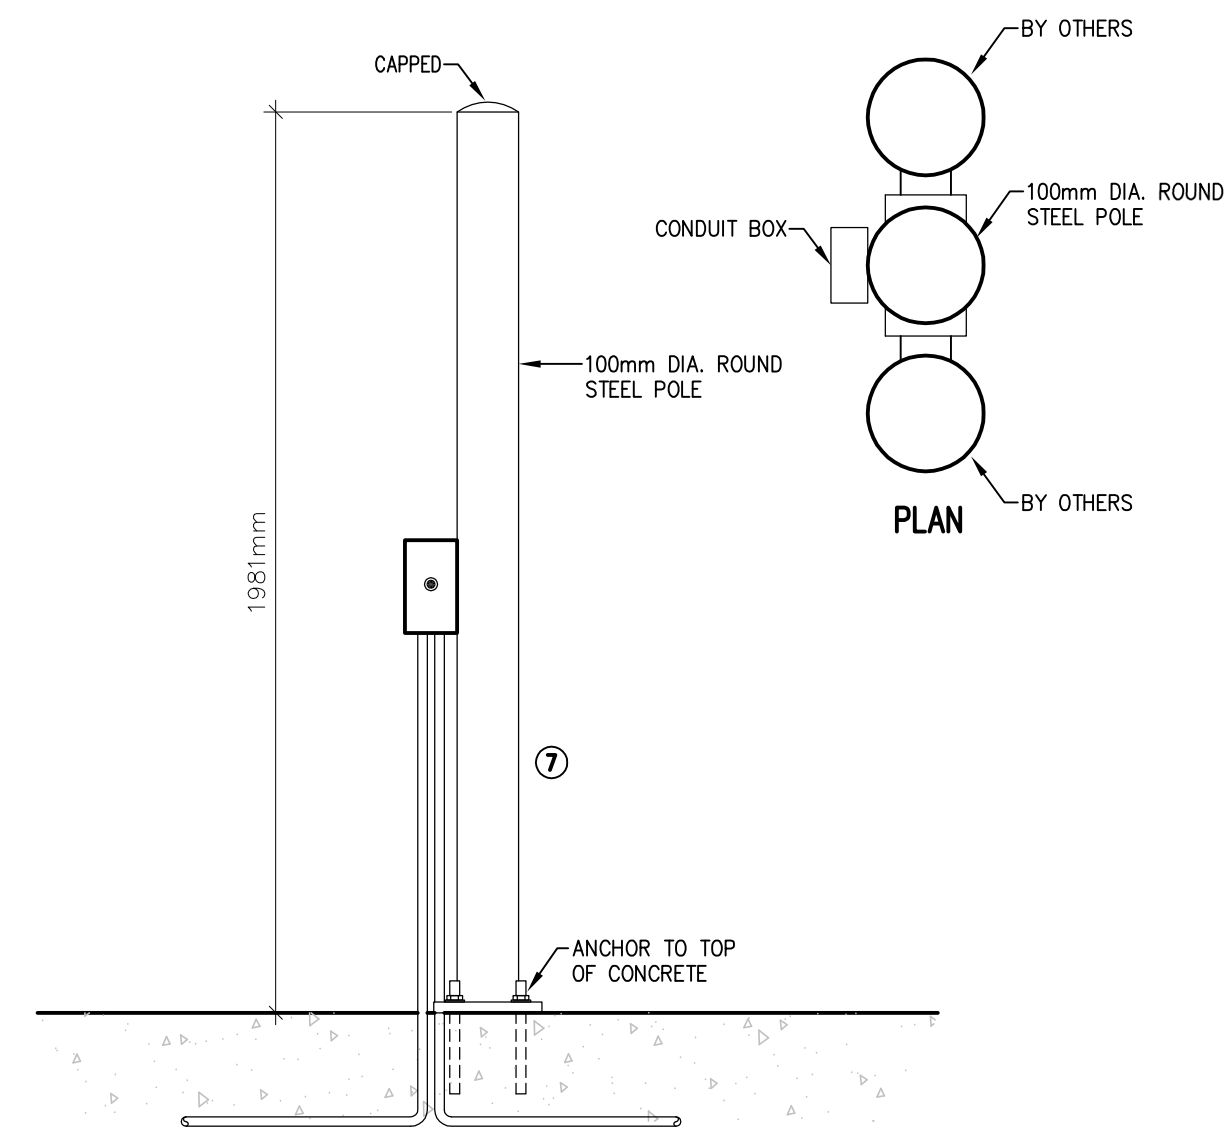 BY OTHERS
CAPPED
100mm DIA. ROUND
STEEL POLE
CONDUIT BOX
100mm DIA. ROUND
STEEL POLE
BY OTHERS
PLAN
1981mm
7
ANCHOR TO TOP
OF CONCRETE